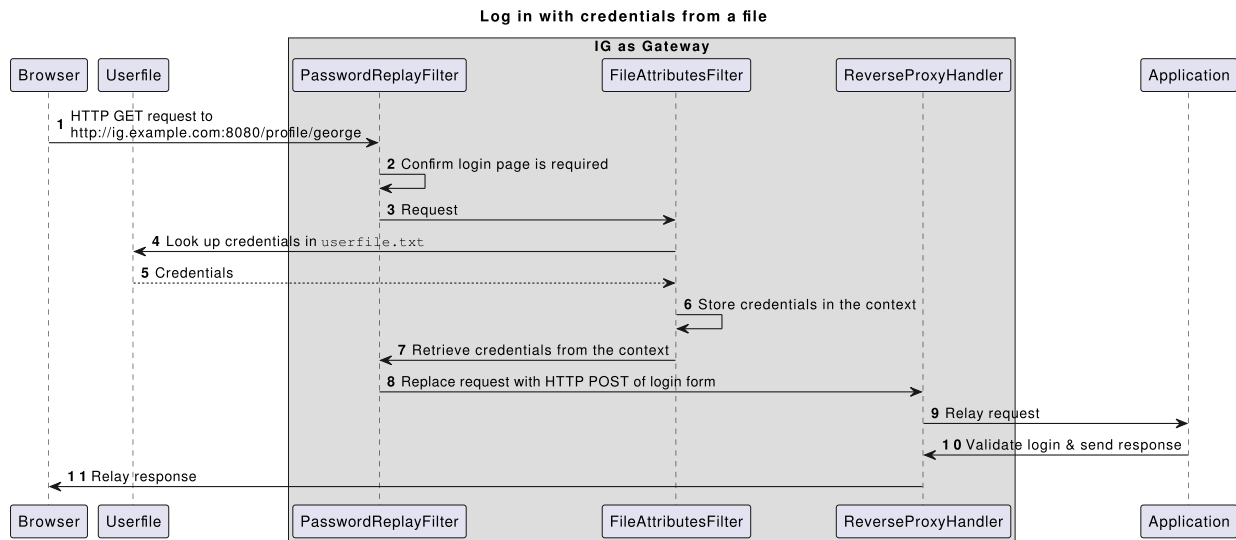 Log in with credentials from a file
IG as Gateway
Browser
Userfile
PasswordReplayFilter
FileAttributesFilter
ReverseProxyHandler
Application
1 HTTP GET request to
http://ig.example.com:8080/profile/george
2 Confirm login page is required
3 Request
4 Look up credentials in userfile.txt
5 Credentials
6 Store credentials in the context
7 Retrieve credentials from the context
8 Replace request with HTTP POST of login form
9 Relay request
10 Validate login & send response
11 Relay response
Browser
Userfile
PasswordReplayFilter
FileAttributesFilter
ReverseProxyHandler
Application